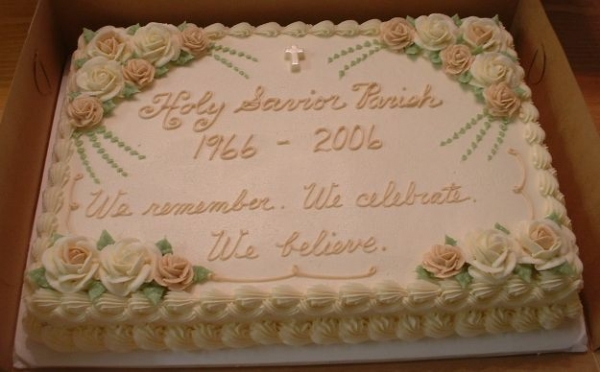 Holy Savior Parish
1966 - 2006
We remember. We celebrate.
We believe.